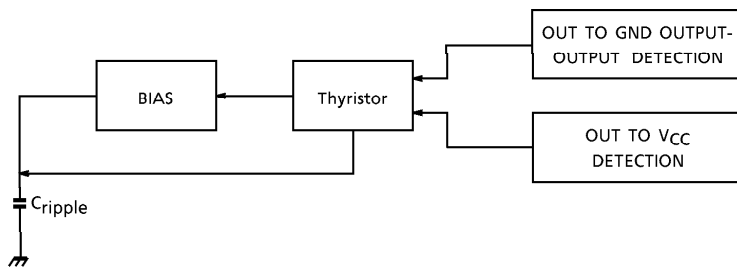 OUT TO GND OUTPUT-
OUTPUT DETECTION
BIAS
Thyristor
OUT TO VCC
DETECTION
Cripple